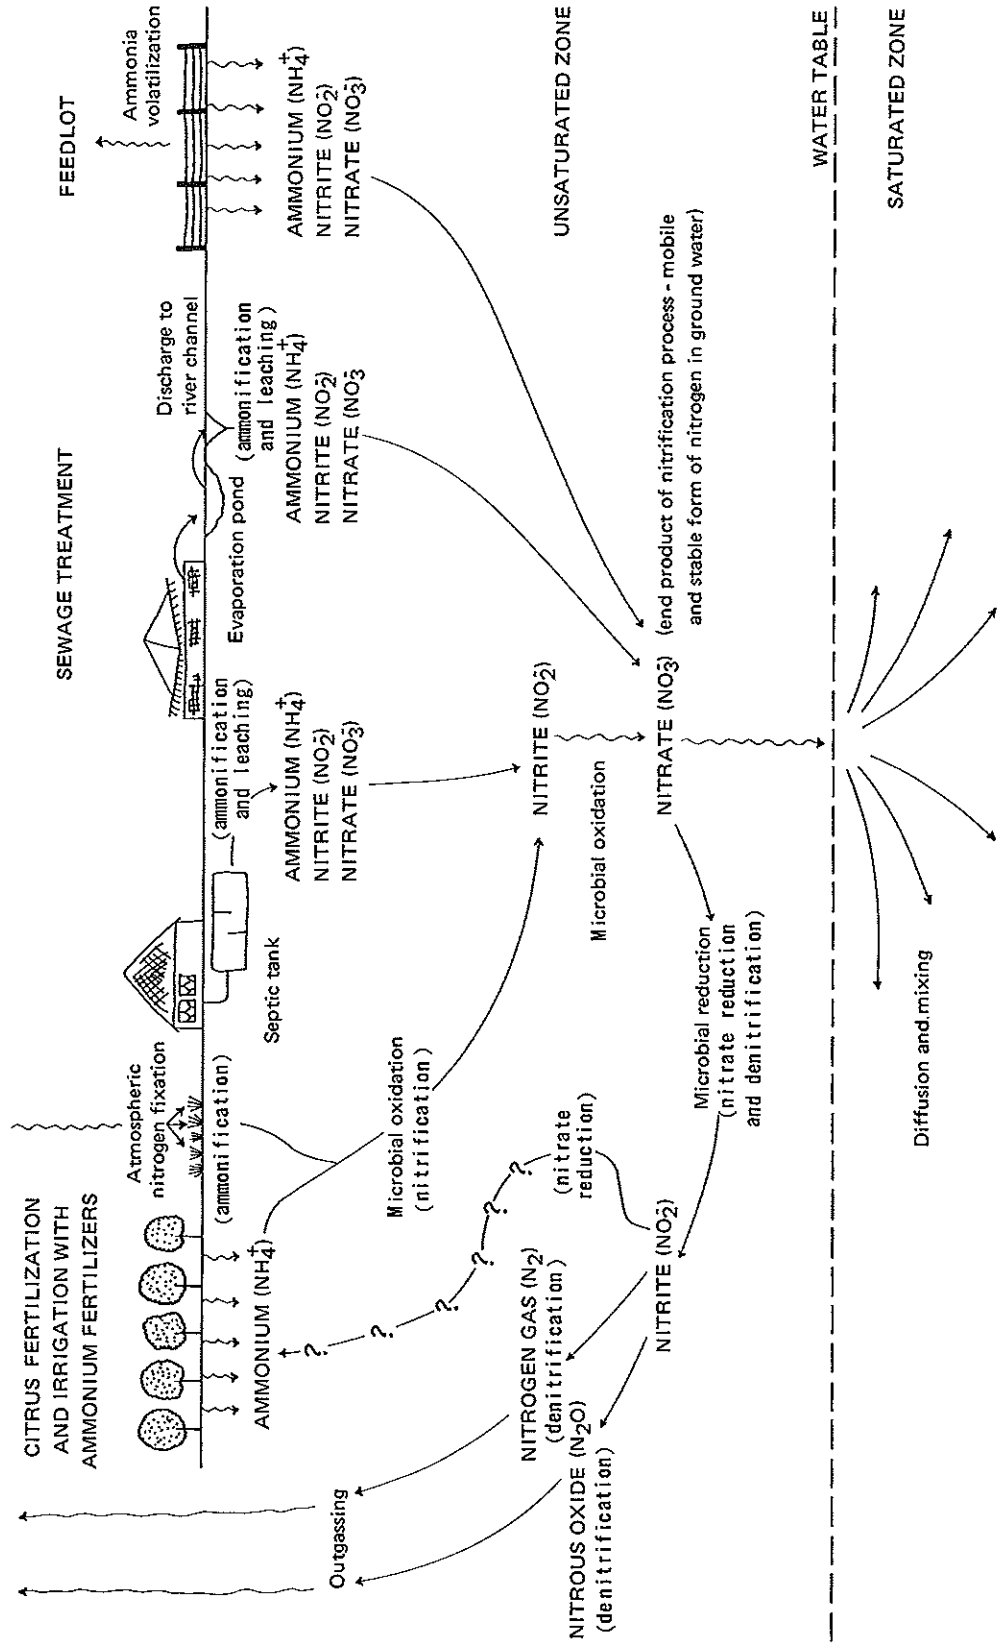 CITRUS FERTILIZATION
AND IRRIGATION WITH
AMMONIUM FERTILIZERS
SEWAGE TREATMENT
FEEDLOT
Atmospheric
nitrogen fixation
Discharge to
river channel
Ammonia
volatilization
(ammonification)
Septic tank
(ammonification
and leaching)
Evaporation pond
(ammonification
and leaching)
AMMONIUM (NH4+)
AMMONIUM (NH4+)
NITRITE (NO2-)
NITRATE (NO3-)
AMMONIUM (NH4+)
NITRITE (NO2-)
NITRATE (NO3
AMMONIUM (NH4+)
NITRITE (NO2-)
NITRATE (NO3-)
Outgassing
?
?
?
?
?
?
Microbial oxidation
(nitrification)
NITROGEN GAS (N2)
(denitrification)
(nitrate
reduction)
NITRITE (NO2-)
UNSATURATED ZONE
NITROUS OXIDE (N2O)
(denitrification)
Microbial oxidation
NITRITE (NO2-)
NITRATE (NO3-)
(end product of nitrification process - mobile
and stable form of nitrogen in ground water)
Microbial reduction
(nitrate reduction
and denitrification)
WATER TABLE
SATURATED ZONE
Diffusion and mixing